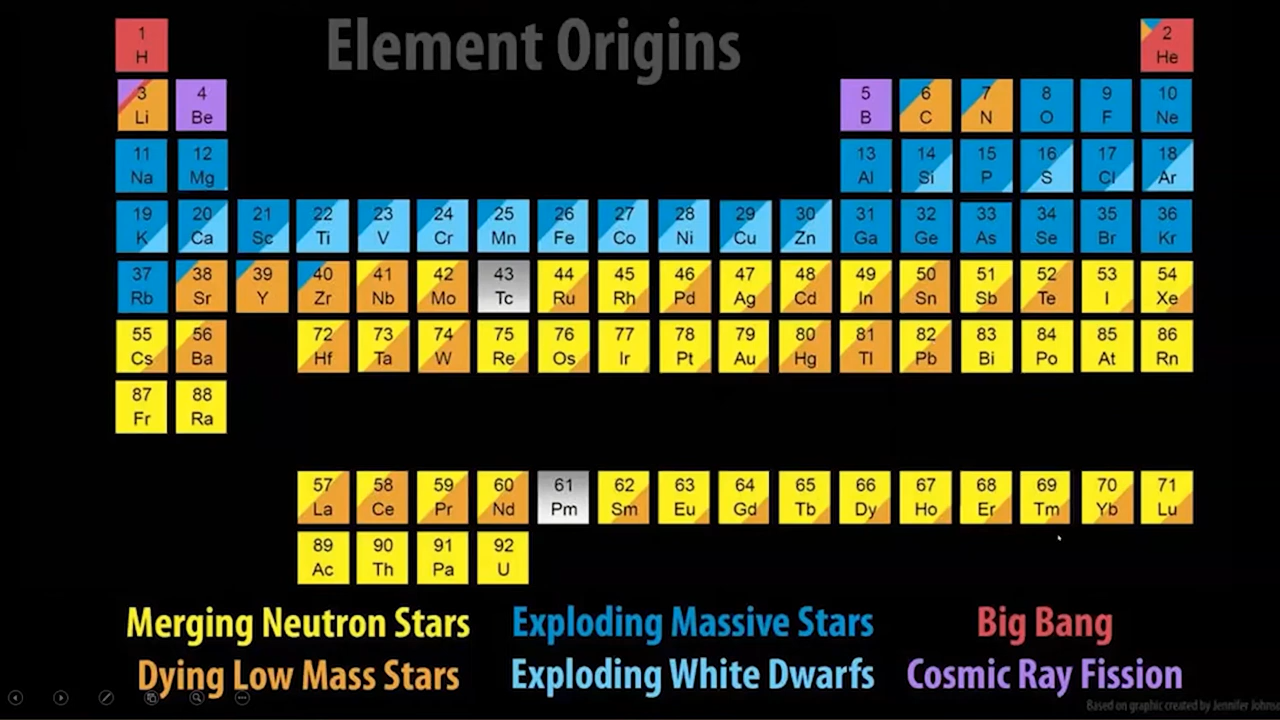 Element Origins
1 2
H He
3 4 5 6 7 8 9 10
Li Be B C N O F Ne
11 12 13 14 15 16 17 18
Na Mg Al Si P S Cl Ar
19 20 21 22 23 24 25 26 27 28 29 30 31 32 33 34 35 36
K Ca Sc Ti V Cr Mn Fe Co Ni Cu Zn Ga Ge As Se Br Kr
37 38 39 40 41 42 43 44 45 46 47 48 49 50 51 52 53 54
Rb Sr Y Zr Nb Mo Tc Ru Rh Pd Ag Cd In Sn Sb Te I Xe
55 56 72 73 74 75 76 77 78 79 80 81 82 83 84 85 86
Cs Ba Hf Ta W Re Os Ir Pt Au Hg Tl Pb Bi Po At Rn
87 88
Fr Ra
57 58 59 60 61 62 63 64 65 66 67 68 69 70 71
La Ce Pr Nd Pm Sm Eu Gd Tb Dy Ho Er Tm Yb Lu
89 90 91 92
Ac Th Pa U
Merging Neutron Stars Exploding Massive Stars Big Bang
Dying Low Mass Stars Exploding White Dwarfs Cosmic Ray Fission
Based on graphic created by Jennifer Johns